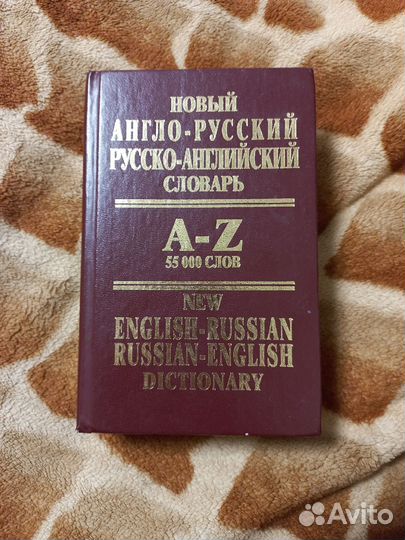 НОВЫЙ
АНГЛО-РУССКИЙ
РУССКО-АНГЛИЙСКИЙ
СЛОВАРЬ
A-Z
55 000 СЛОВ
NEW
ENGLISH-RUSSIAN
RUSSIAN-ENGLISH
DICTIONARY
Avito